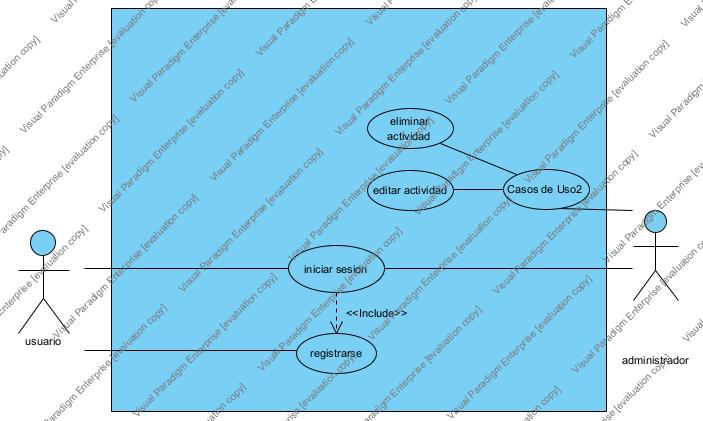 eliminar
actividad
editar actividad
Casos de Uso2
iniciar sesion
<<Include>>
registrarse
usuario
administrador
Visual Paradigm Enterprise [evaluation copy]